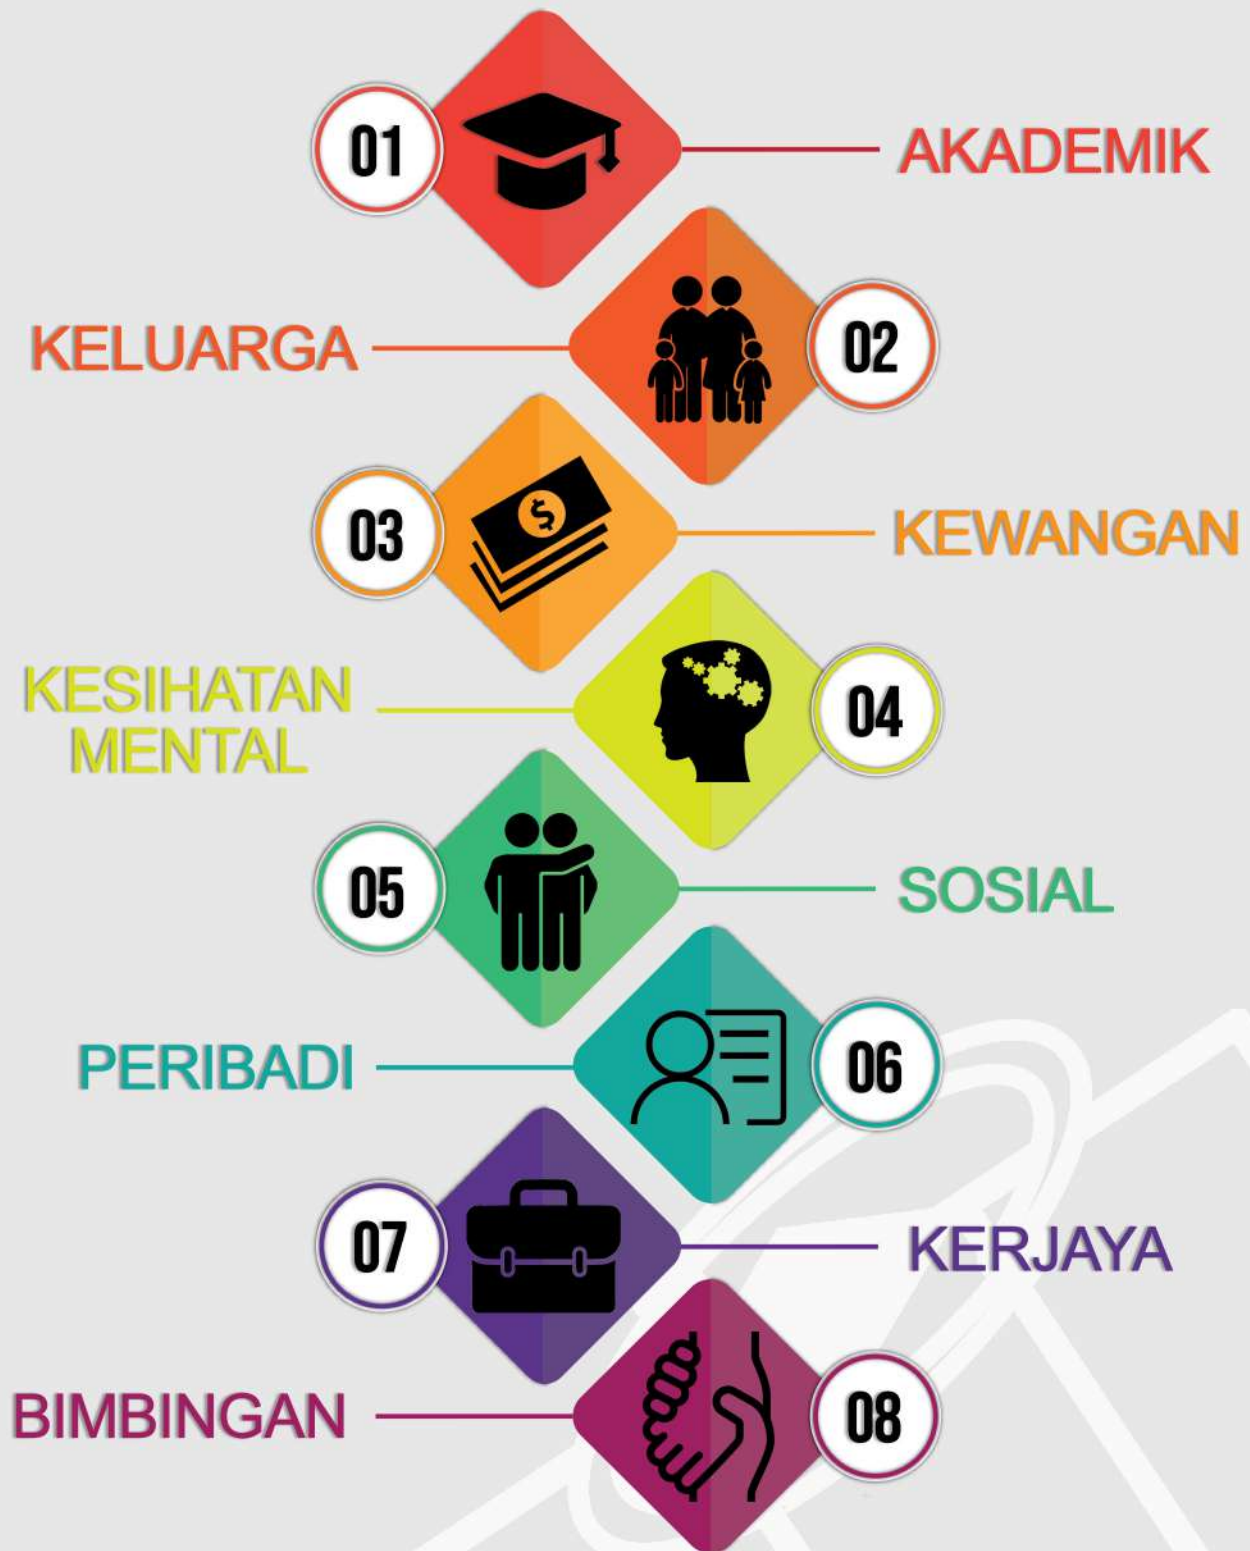 01
AKADEMIK
KELUARGA
02
03
$
KEWANGAN
KESIHATAN
MENTAL
04
05
SOSIAL
PERIBADI
06
07
KERJAYA
BIMBINGAN
08